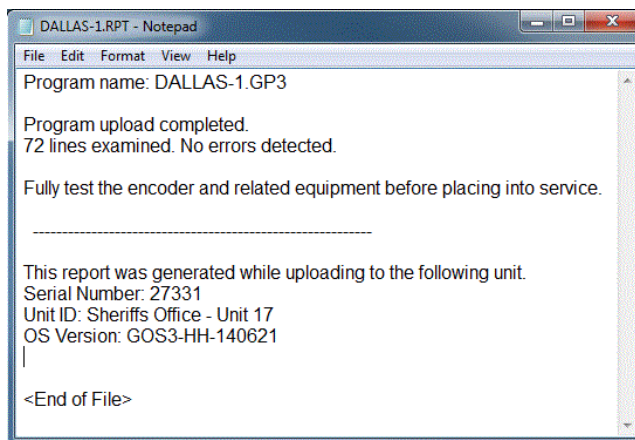 DALLAS-1.RPT - Notepad
File Edit Format View Help
Program name: DALLAS-1.GP3
Program upload completed.
72 lines examined. No errors detected.
Fully test the encoder and related equipment before placing into service.
------------------------------------------------------------
This report was generated while uploading to the following unit.
Serial Number: 27331
Unit ID: Sheriffs Office - Unit 17
OS Version: GOS3-HH-140621
<End of File>